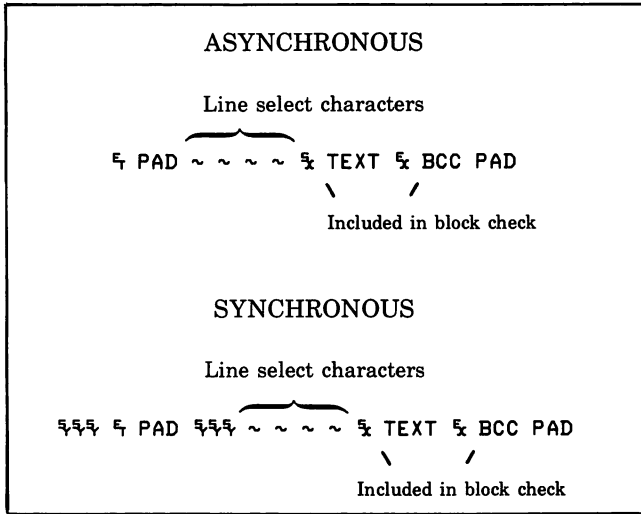 ASYNCHRONOUS
Line select characters
␄ PAD ~ ~ ~ ~ ␂ TEXT ␃ BCC PAD
Included in block check
SYNCHRONOUS
Line select characters
␖␖␖ ␄ PAD ␖␖␖ ~ ~ ~ ~ ␂ TEXT ␃ BCC PAD
Included in block check